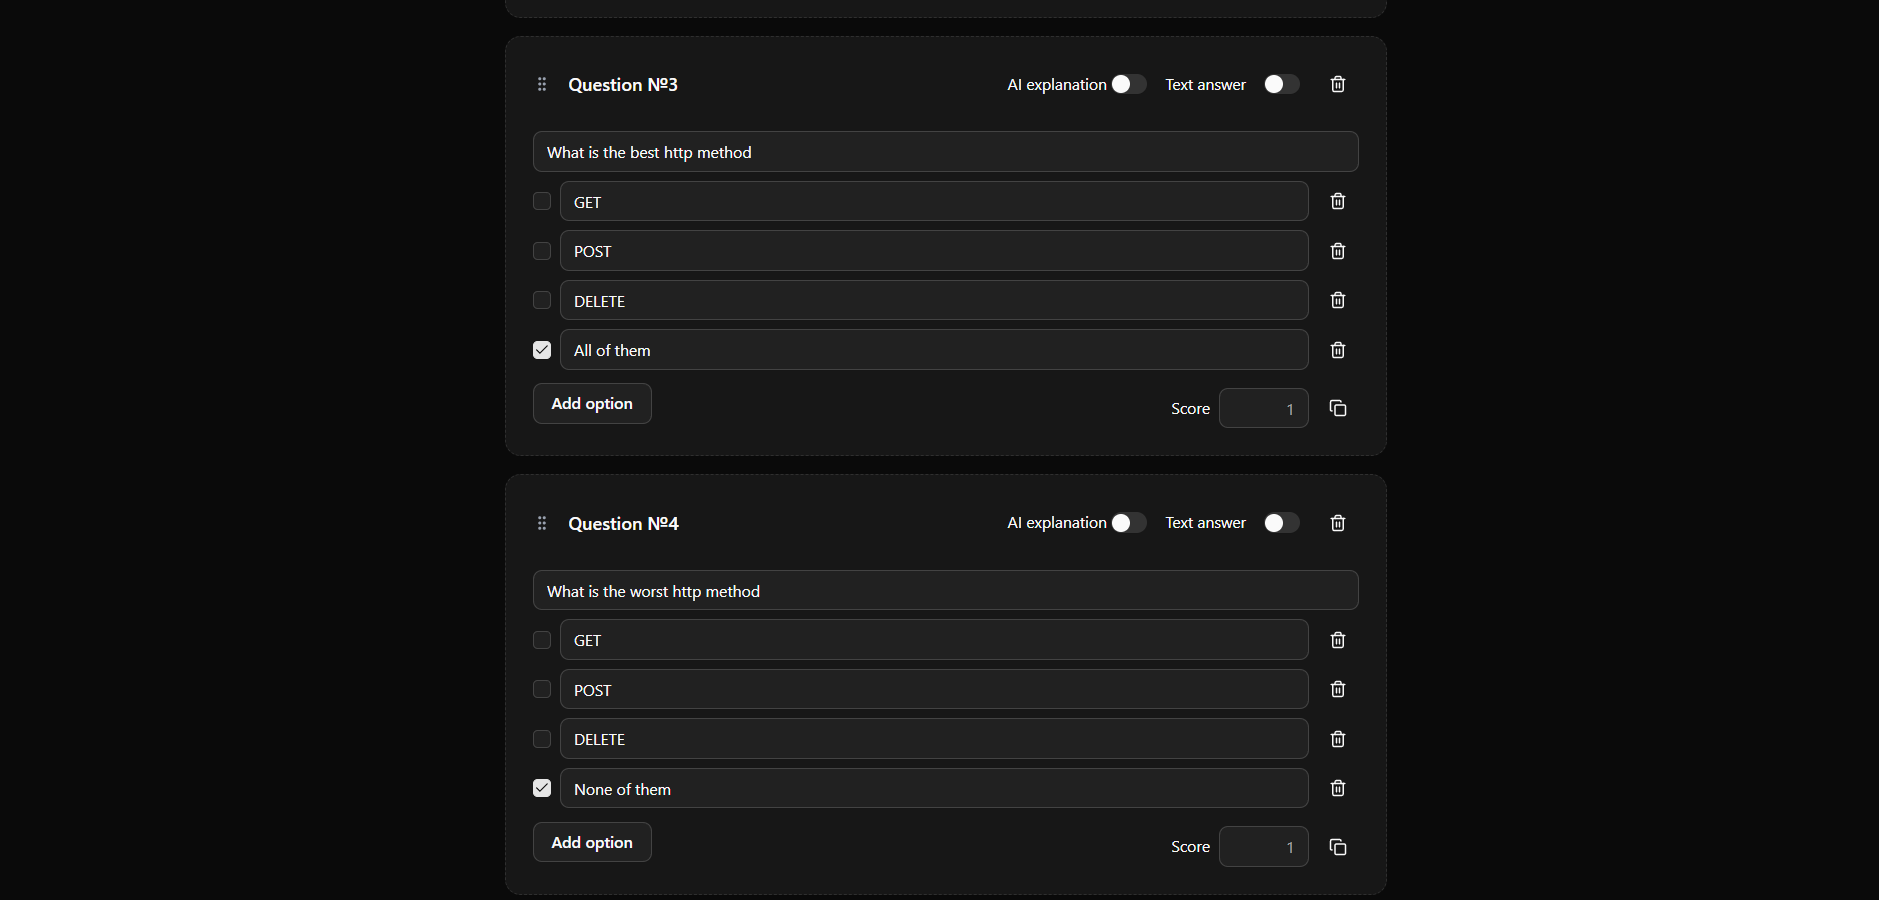 Question №3 AI explanation Text answer
What is the best http method
GET
POST
DELETE
All of them
Add option Score 1
Question №4 AI explanation Text answer
What is the worst http method
GET
POST
DELETE
None of them
Add option Score 1